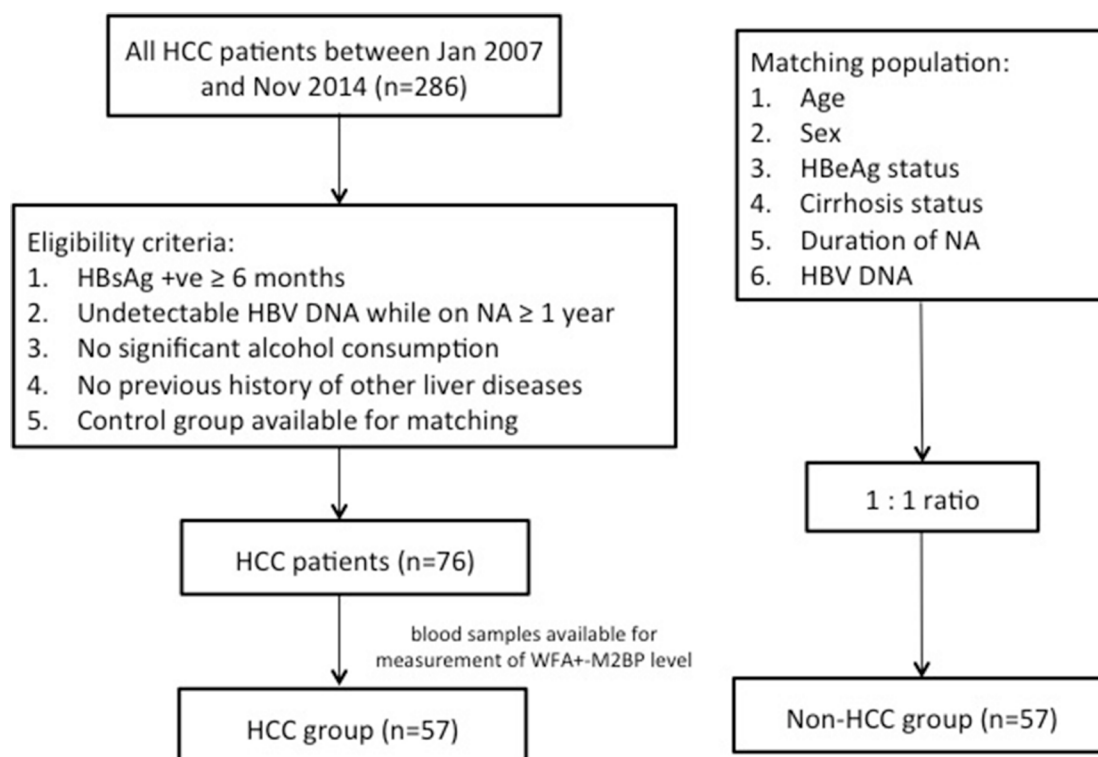 All HCC patients between Jan 2007
and Nov 2014 (n=286)
Eligibility criteria:
1. HBsAg +ve ≥ 6 months
2. Undetectable HBV DNA while on NA ≥ 1 year
3. No significant alcohol consumption
4. No previous history of other liver diseases
5. Control group available for matching
HCC patients (n=76)
blood samples available for
measurement of WFA+-M2BP level
HCC group (n=57)
Matching population:
1. Age
2. Sex
3. HBeAg status
4. Cirrhosis status
5. Duration of NA
6. HBV DNA
1 : 1 ratio
Non-HCC group (n=57)